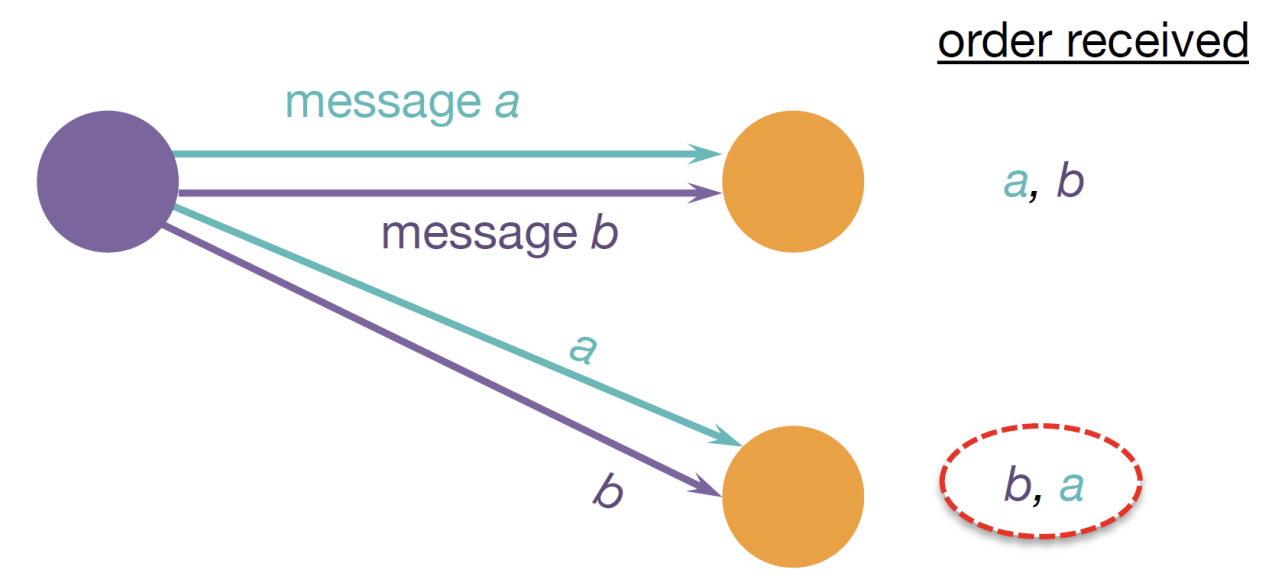 order received
message a
a, b
message b
a
b, a
b